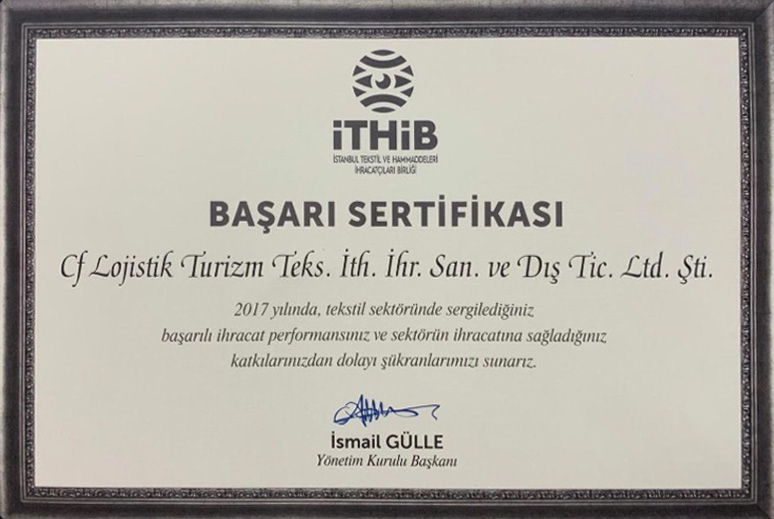 iTHiB
İSTANBUL TEKSTİL VE HAMMADDELERİ
İHRACATÇILARI BİRLİĞİ
BAŞARI SERTİFİKASI
Cf Lojistik Turizm Teks. İth. İhr. San. ve Dış Tic. Ltd. Şti.
2017 yılında, tekstil sektöründe sergilediğiniz
başarılı ihracat performansınız ve sektörün ihracatına sağladığınız
katkılarınızdan dolayı şükranlarımızı sunarız.
İsmail GÜLLE
Yönetim Kurulu Başkanı